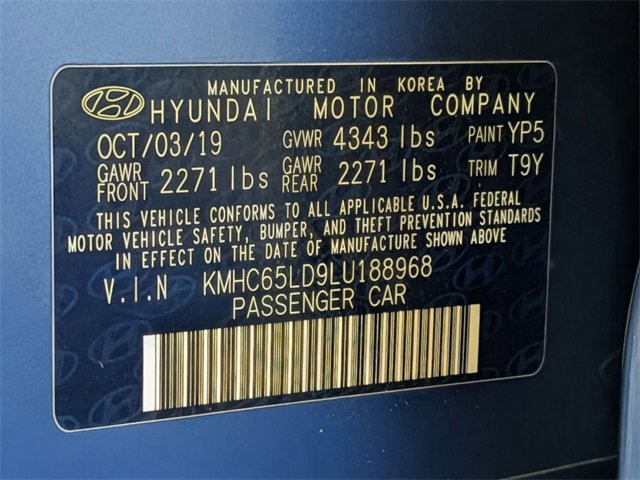 MANUFACTURED IN KOREA BY
HYUNDAI MOTOR COMPANY
OCT/03/19 GVWR 4343 lbs PAINT YP5
GAWR FRONT 2271 lbs GAWR REAR 2271 lbs TRIM T9Y
THIS VEHICLE CONFORMS TO ALL APPLICABLE U.S.A. FEDERAL
MOTOR VEHICLE SAFETY, BUMPER, AND THEFT PREVENTION STANDARDS
IN EFFECT ON THE DATE OF MANUFACTURE SHOWN ABOVE
V.I.N KMHC65LD9LU188968
PASSENGER CAR